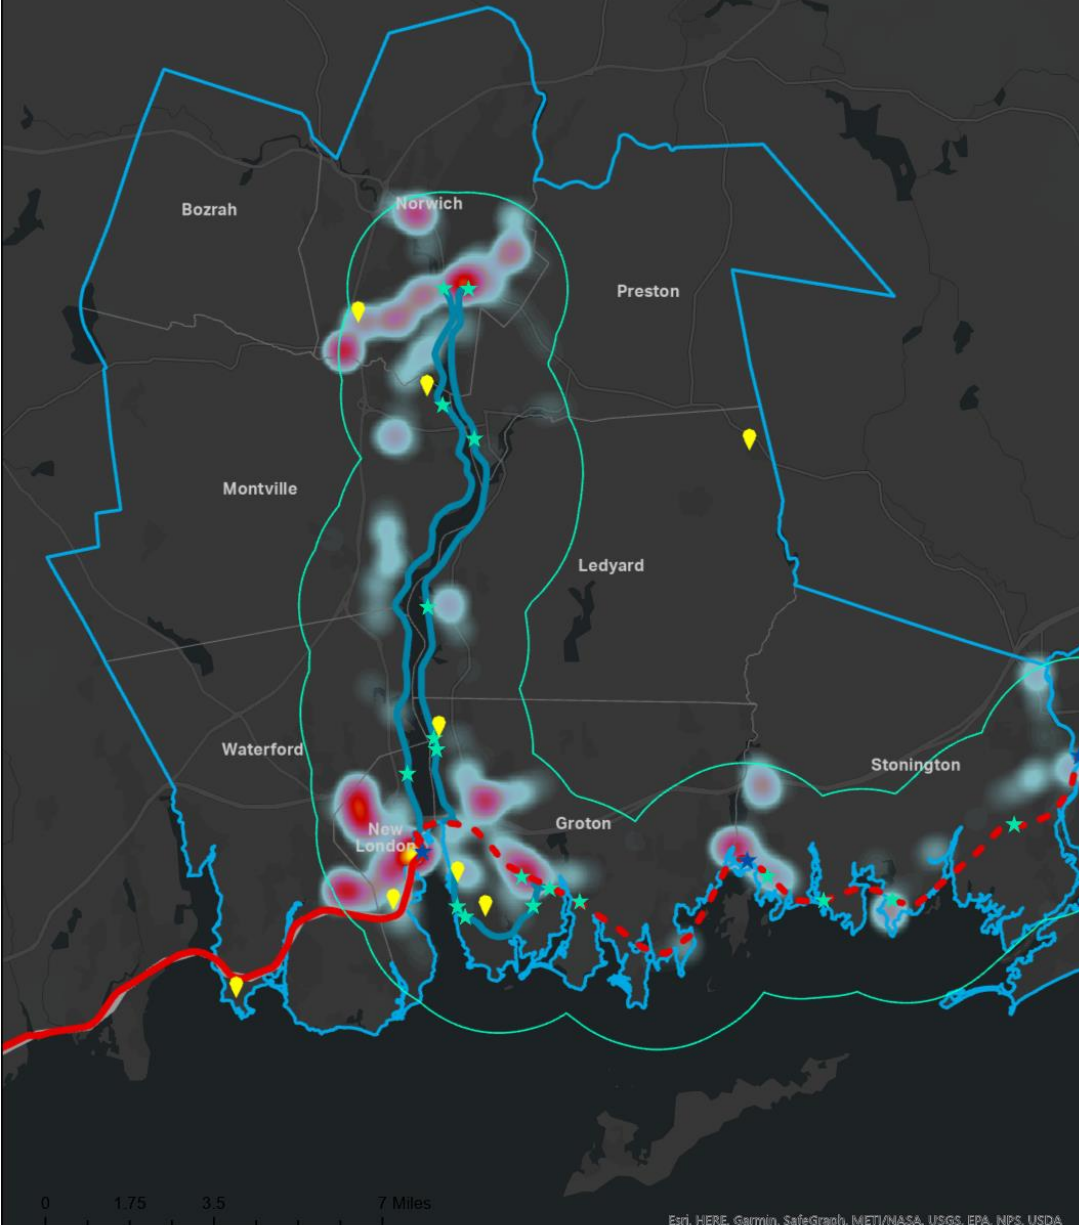 Norwich
Bozrah
Preston
Montville
Ledyard
Waterford
Stonington
Groton
New
London
0 1.75 3.5 7 Miles
Esri, HERE, Garmin, SafeGraph, METI/NASA, USGS, EPA, NPS, USDA